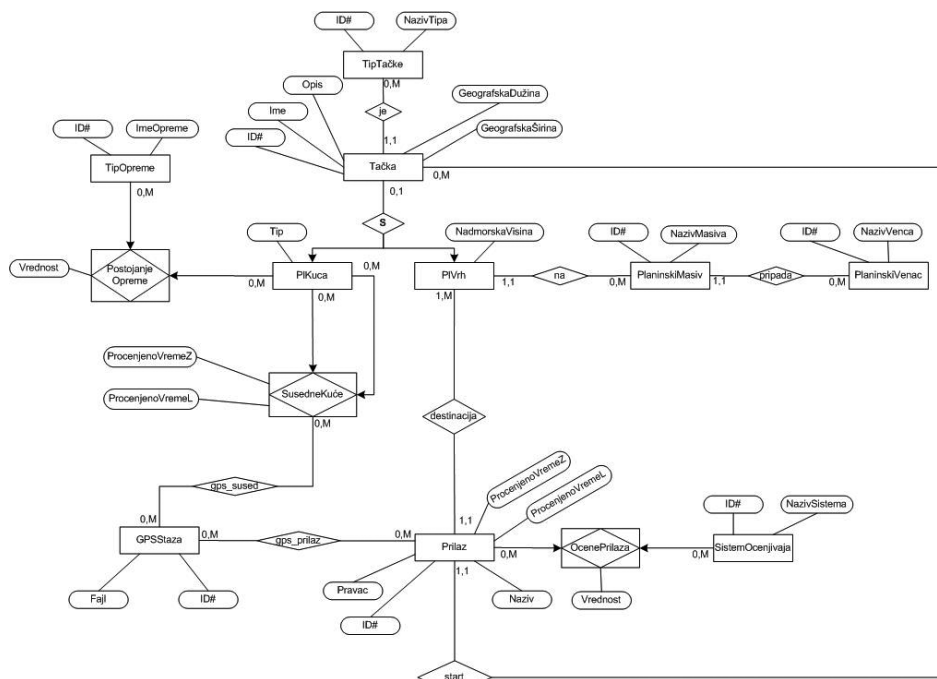 ID#
NazivTipa
TipTačke
0,M
Opis
je
GeografskaDužina
Ime
ID#
ImeOpreme
GeografskaŠirina
ID#
1,1
TipOpreme
Tačka
0,M
0,M
0,1
S
Tip
NadmorskaVisina
ID#
NazivMasiva
ID#
NazivVenca
Vrednost
Postojanje
Opreme
0,M
PlKuca
0,M
0,M
PlVrh
1,M
1,1
na
0,M
PlaninskiMasiv
1,1
pripada
0,M
PlaninskiVenac
ProcenjenoVremeZ
SusedneKuće
ProcenjenoVremeL
0,M
destinacija
gps_sused
ProcenjenoVremeZ
ProcenjenoVremeL
ID#
NazivSistema
0,M
1,1
GPSStaza
0,M
gps_prilaz
0,M
Prilaz
0,M
OcenePrilaza
0,M
SistemOcenjivaja
1,1
Fajl
ID#
Pravac
ID#
Naziv
Vrednost
start